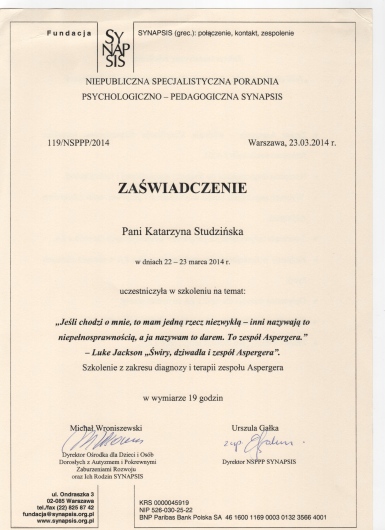 Fundacja
SY
NAP
SIS
SYNAPSIS (grec.): połączenie, kontakt, zespolenie
NIEPUBLICZNA SPECJALISTYCZNA PORADNIA
PSYCHOLOGICZNO – PEDAGOGICZNA SYNAPSIS
119/NSPPP/2014 Warszawa, 23.03.2014 r.
ZAŚWIADCZENIE
Pani Katarzyna Studzińska
w dniach 22 – 23 marca 2014 r.
uczestniczyła w szkoleniu na temat:
„Jeśli chodzi o mnie, to mam jedną rzecz niezwykłą – inni nazywają to
niepełnosprawnością, a ja nazywam to darem. To zespół Aspergera.”
– Luke Jackson „Świry, dziwadła i zespół Aspergera”.
Szkolenie z zakresu diagnozy i terapii zespołu Aspergera
w wymiarze 19 godzin
Michał Wroniszewski
Dyrektor Ośrodka dla Dzieci i Osób
Dorosłych z Autyzmem i Pokrewnymi
Zaburzeniami Rozwoju
oraz Ich Rodzin SYNAPSIS
Urszula Gałka
Dyrektor NSPPP SYNAPSIS
ul. Ondraszka 3
02-085 Warszawa
tel./fax (22) 825 87 42
fundacja@synapsis.org.pl
www.synapsis.org.pl
KRS 0000045919
NIP 526-030-25-22
BNP Paribas Bank Polska SA 46 1600 1169 0003 0132 3566 4001